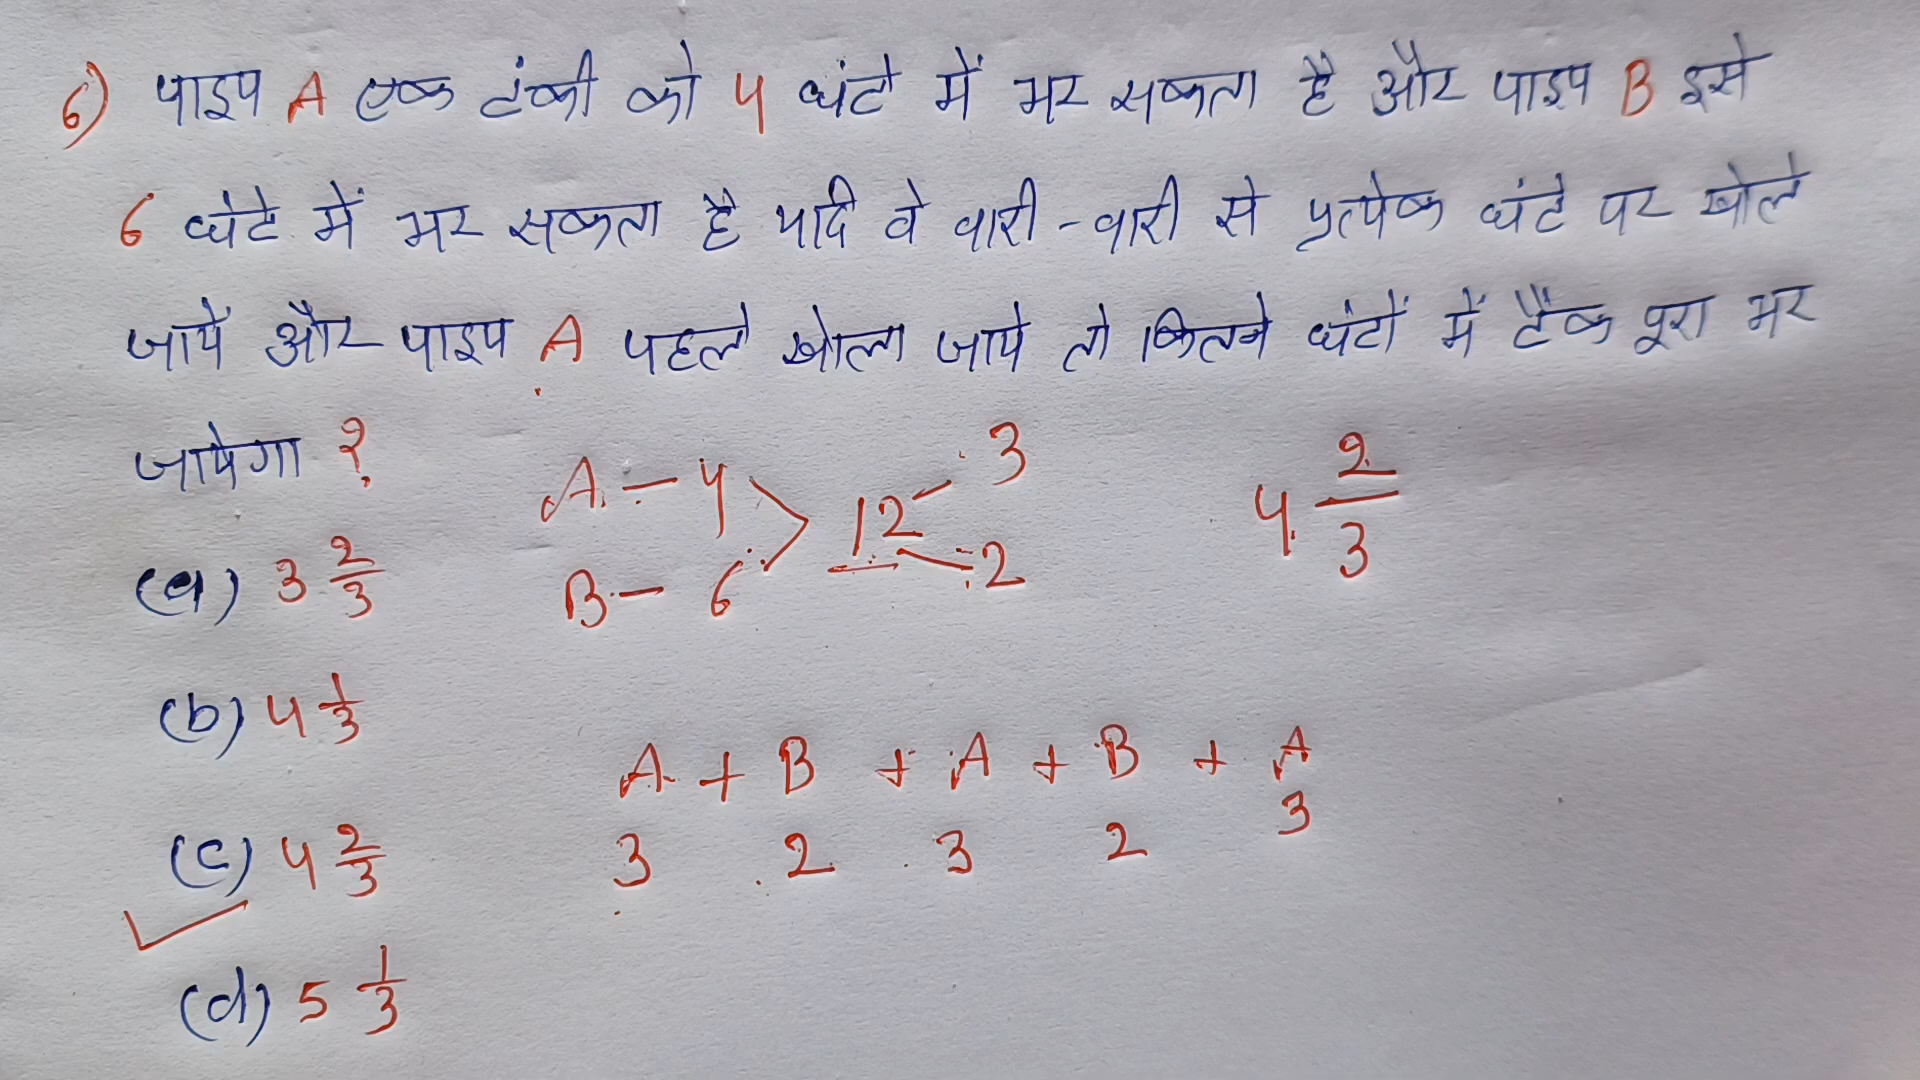 6) पाइप A एक टंकी को 4 घंटे में भर सकता है और पाइप B इसे
6 घंटे में भर सकता है यदि वे वारी-वारी से प्रत्येक घंटे पर खोले
जायें और पाइप A पहले खोला जाये तो कितने घंटों में टैंक पूरा भर
जायेगा ?
A - 4
B - 6
12
3
2
4 2/3
(a) 3 2/3
(b) 4 1/3
(c) 4 2/3
(d) 5 1/3
A + B + A + B + A
3 2 3 2 3